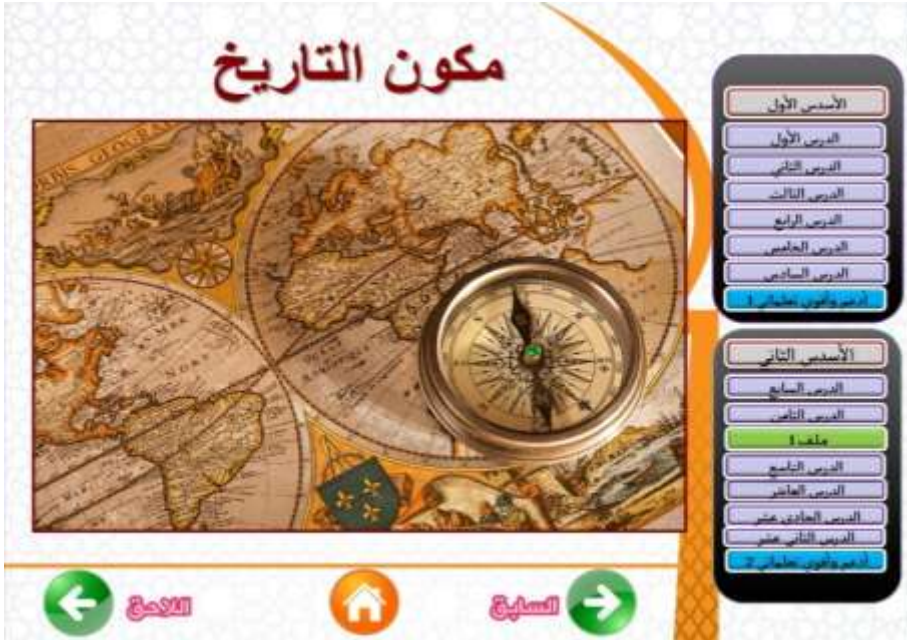 مكون التاريخ
الأسدس الأول
الدرس الأول
الدرس الثاني
الدرس الثالث
الدرس الرابع
الدرس الخامس
الدرس السادس
أدعم وأقوي تعلماتي 1
الأسدس الثاني
الدرس السابع
الدرس الثامن
ملف 1
الدرس التاسع
الدرس العاشر
الدرس الحادي عشر
الدرس الثاني عشر
أدعم وأقوي تعلماتي 2
السابق
اللاحق